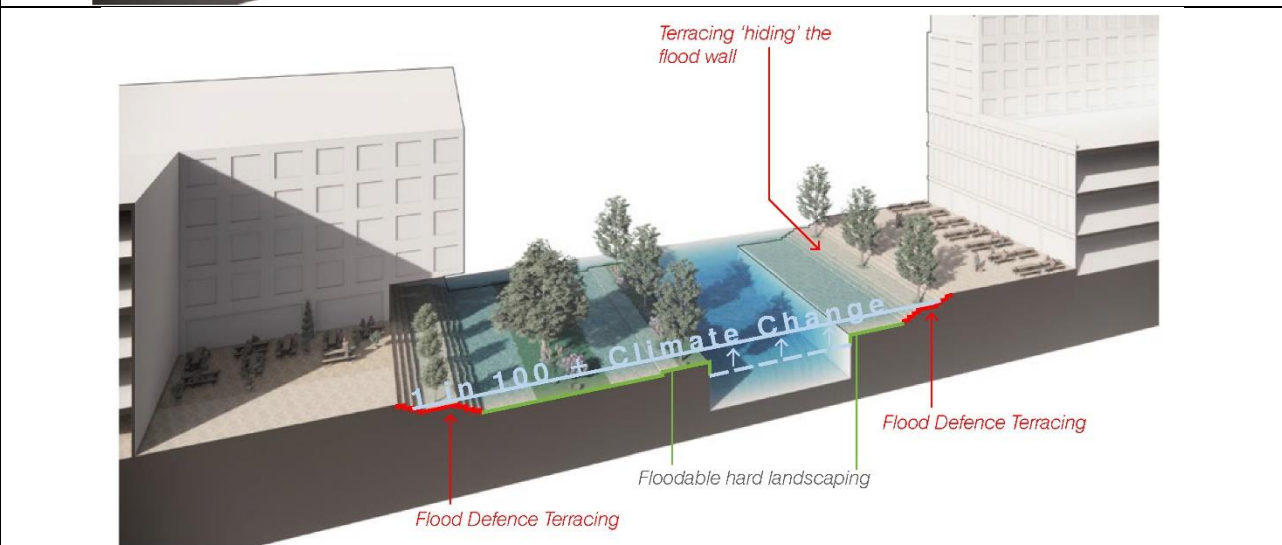 Terracing ‘hiding’ the
flood wall
1 in 100 + Climate Change
Flood Defence Terracing
Floodable hard landscaping
Flood Defence Terracing